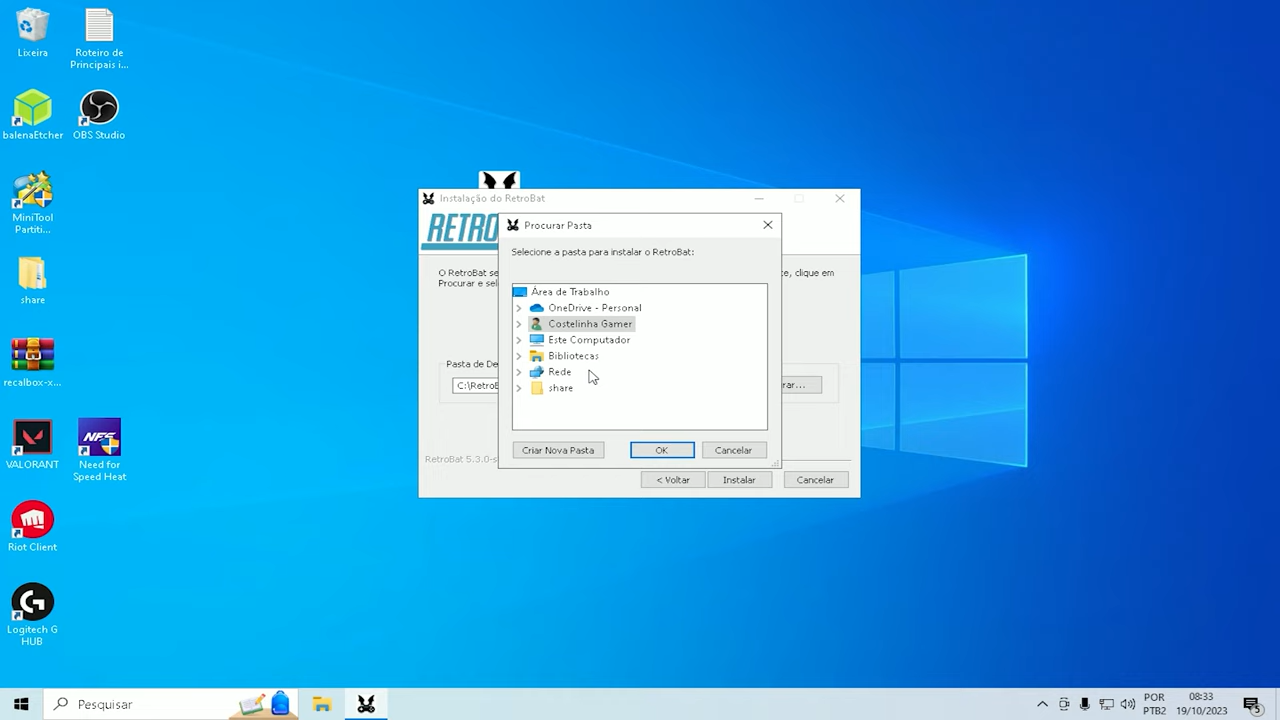 Lixeira
Roteiro de
Principais i...
balenaEtcher
OBS Studio
MiniTool
Partiti...
share
recalbox-x...
VALORANT
Need for
Speed Heat
Riot Client
Logitech G
HUB
Instalação do RetroBat
RETRO
Procurar Pasta
Selecione a pasta para instalar o RetroBat:
O RetroBat se
te, clique em
Procurar e sel
Área de Trabalho
OneDrive - Personal
Costelinha Gamer
Este Computador
Bibliotecas
Rede
share
Pasta de De
C:\RetroB
rar...
Criar Nova Pasta
OK
Cancelar
RetroBat 5.3.0-s
< Voltar
Instalar
Cancelar
Pesquisar
POR
PTB2
08:33
19/10/2023
5